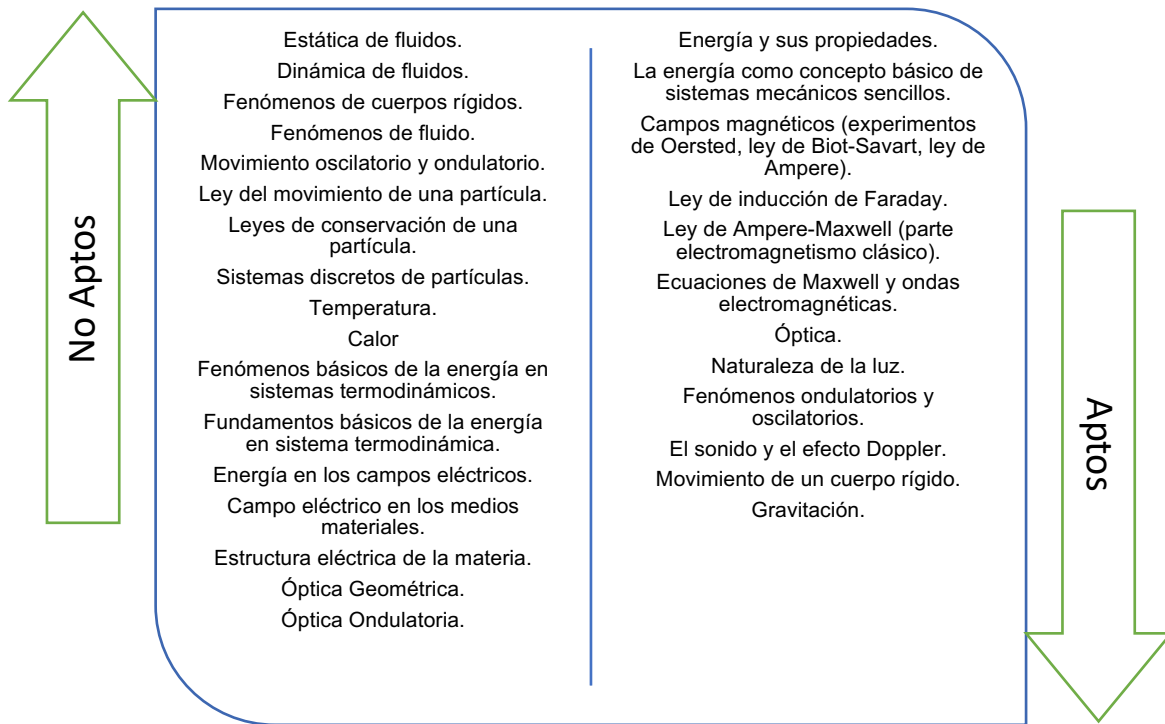 No Aptos
Estática de fluidos.
Dinámica de fluidos.
Fenómenos de cuerpos rígidos.
Fenómenos de fluido.
Movimiento oscilatorio y ondulatorio.
Ley del movimiento de una partícula.
Leyes de conservación de una
partícula.
Sistemas discretos de partículas.
Temperatura.
Calor
Fenómenos básicos de la energía en
sistemas termodinámicos.
Fundamentos básicos de la energía
en sistema termodinámica.
Energía en los campos eléctricos.
Campo eléctrico en los medios
materiales.
Estructura eléctrica de la materia.
Óptica Geométrica.
Óptica Ondulatoria.
Energía y sus propiedades.
La energía como concepto básico de
sistemas mecánicos sencillos.
Campos magnéticos (experimentos
de Oersted, ley de Biot-Savart, ley de
Ampere).
Ley de inducción de Faraday.
Ley de Ampere-Maxwell (parte
electromagnetismo clásico).
Ecuaciones de Maxwell y ondas
electromagnéticas.
Óptica.
Naturaleza de la luz.
Fenómenos ondulatorios y
oscilatorios.
El sonido y el efecto Doppler.
Movimiento de un cuerpo rígido.
Gravitación.
Aptos